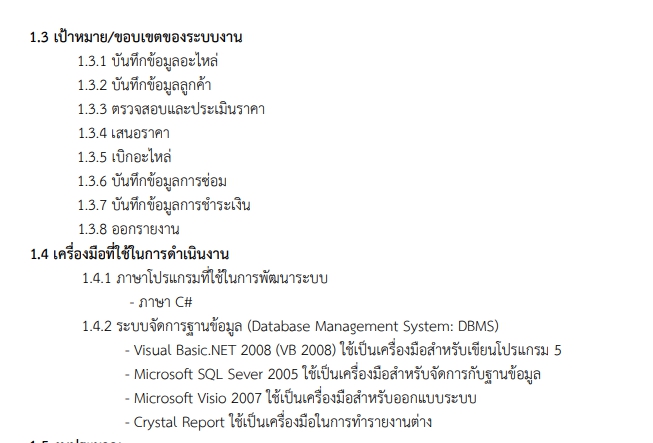 1.3 เป้าหมาย/ขอบเขตของระบบงาน
1.3.1 บันทึกข้อมูลอะไหล่
1.3.2 บันทึกข้อมูลลูกค้า
1.3.3 ตรวจสอบและประเมินราคา
1.3.4 เสนอราคา
1.3.5 เบิกอะไหล่
1.3.6 บันทึกข้อมูลการซ่อม
1.3.7 บันทึกข้อมูลการชำระเงิน
1.3.8 ออกรายงาน
1.4 เครื่องมือที่ใช้ในการดำเนินงาน
1.4.1 ภาษาโปรแกรมที่ใช้ในการพัฒนาระบบ
- ภาษา C#
1.4.2 ระบบจัดการฐานข้อมูล (Database Management System: DBMS)
- Visual Basic.NET 2008 (VB 2008) ใช้เป็นเครื่องมือสำหรับเขียนโปรแกรม 5
- Microsoft SQL Sever 2005 ใช้เป็นเครื่องมือสำหรับจัดการกับฐานข้อมูล
- Microsoft Visio 2007 ใช้เป็นเครื่องมือสำหรับออกแบบระบบ
- Crystal Report ใช้เป็นเครื่องมือในการทำรายงานต่าง